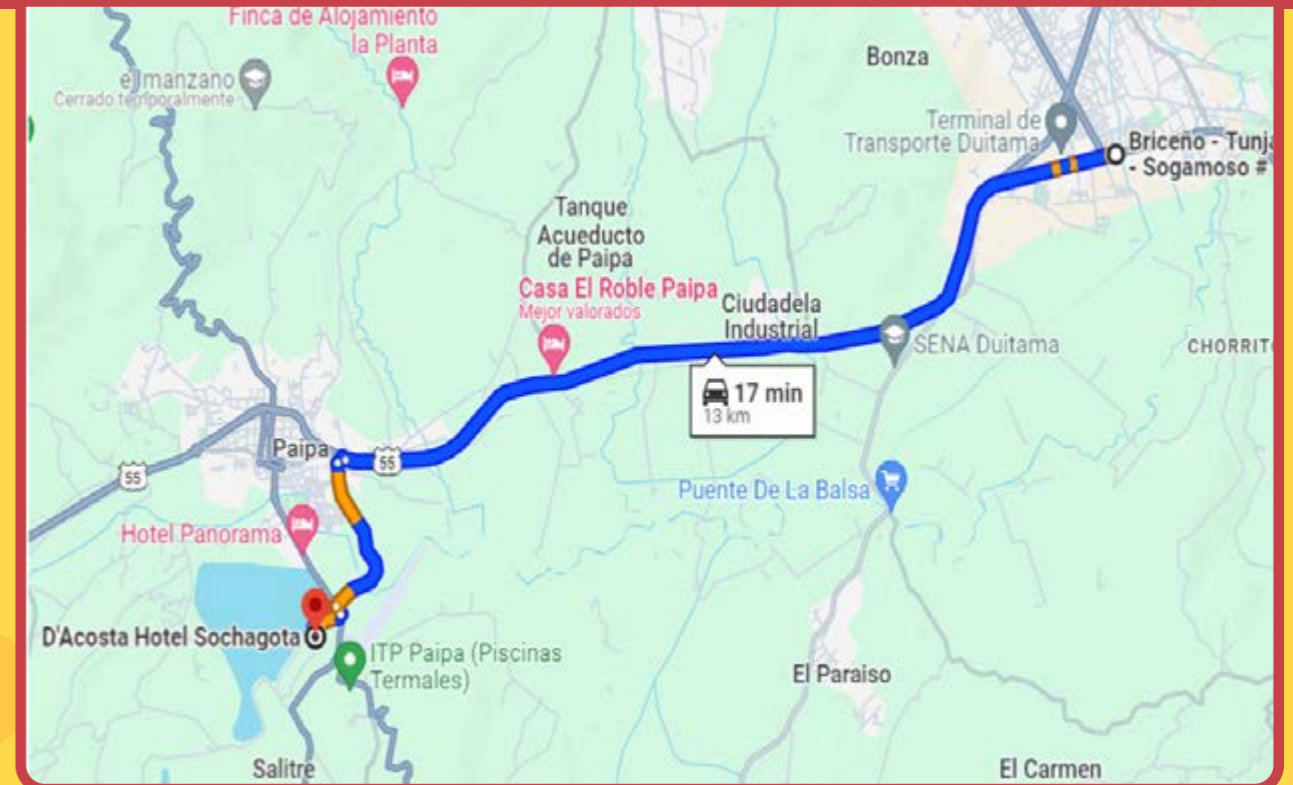 Finca de Alojamiento
la Planta
el manzano
Cerrado temporalmente
Bonza
Terminal de
Transporte Duitama
Briceño - Tunja
- Sogamoso #
Tanque
Acueducto
de Paipa
Casa El Roble Paipa
Mejor valorados
Ciudadela
Industrial
SENA Duitama
CHORRITO
17 min
13 km
Paipa
55
55
Puente De La Balsa
Hotel Panorama
D'Acosta Hotel Sochagota
ITP Paipa (Piscinas
Termales)
El Paraiso
Salitre
El Carmen